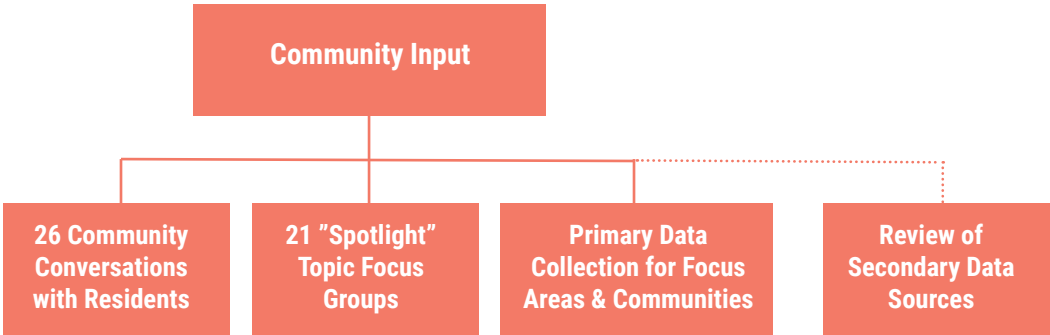 Community Input
26 Community
Conversations
with Residents
21 ”Spotlight”
Topic Focus
Groups
Primary Data
Collection for Focus
Areas & Communities
Review of
Secondary Data
Sources